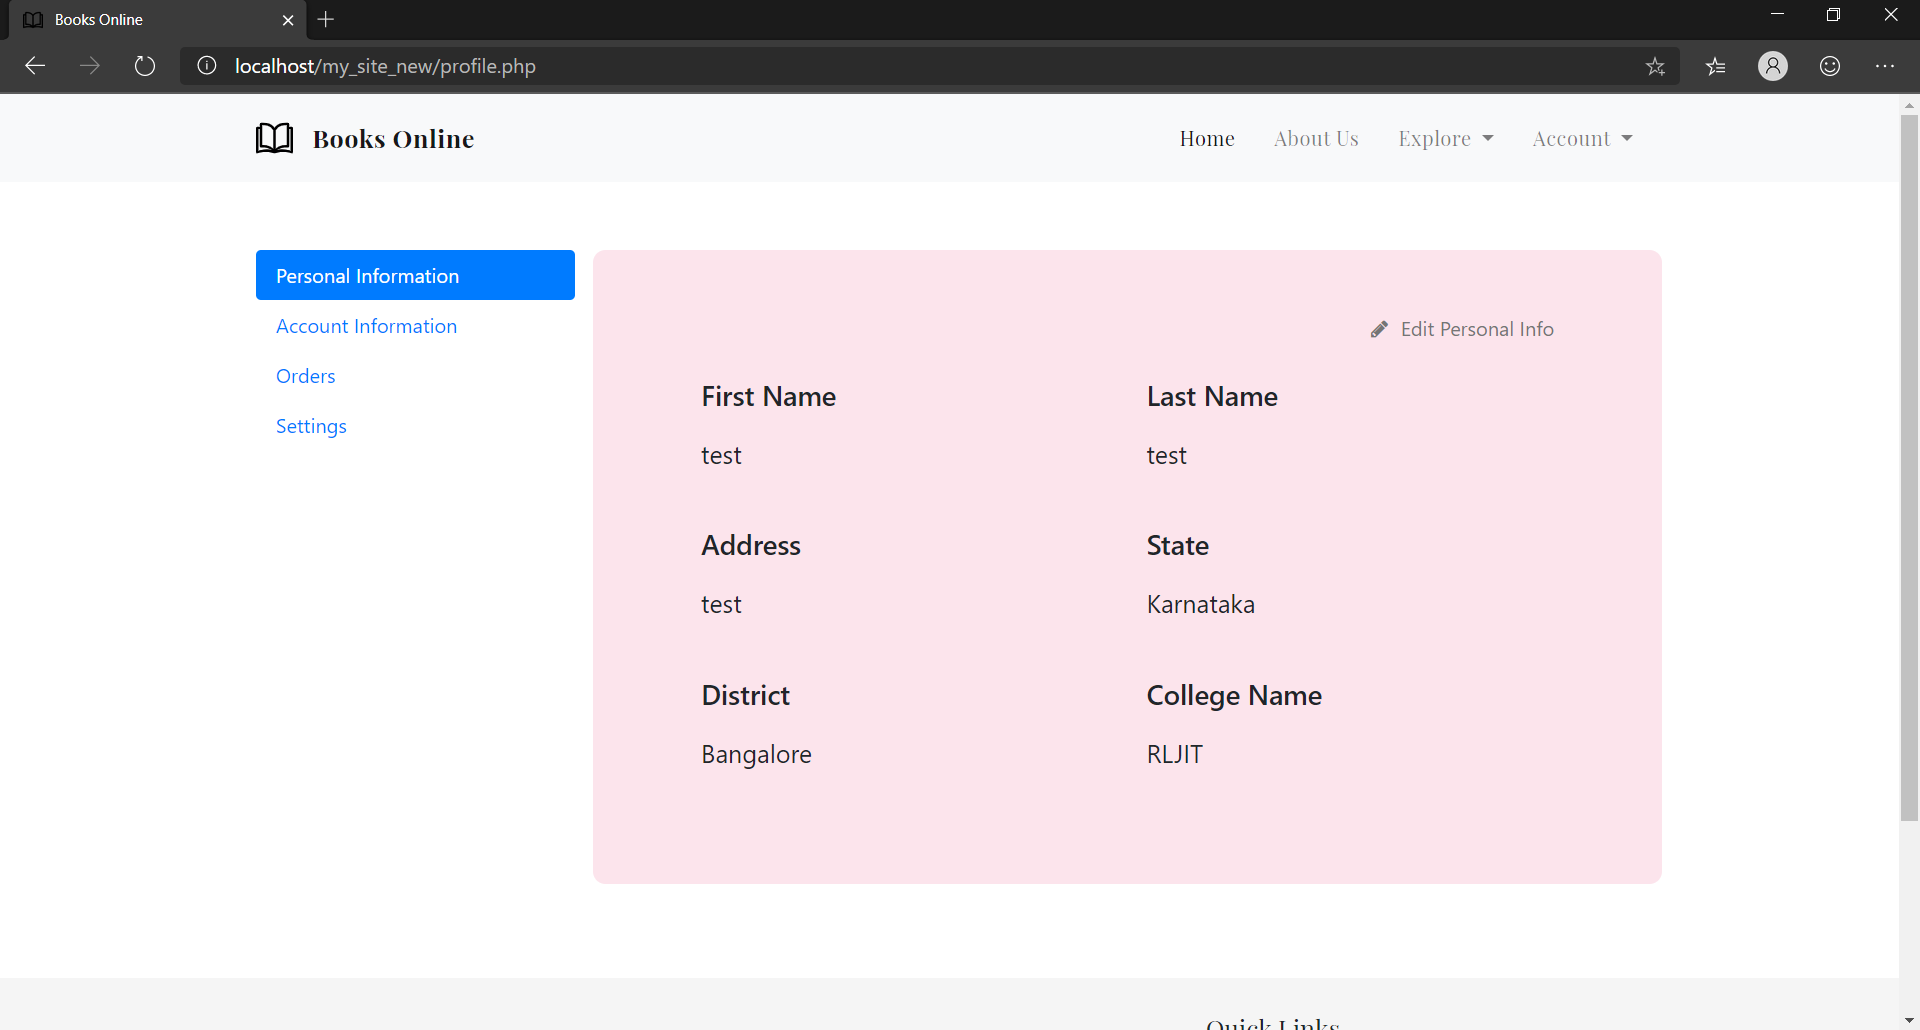 Books Online
localhost/my_site_new/profile.php
Books Online
Home About Us Explore Account
Personal Information
Account Information
Orders
Settings
Edit Personal Info
First Name Last Name
test test
Address State
test Karnataka
District College Name
Bangalore RLJIT
Quick Links